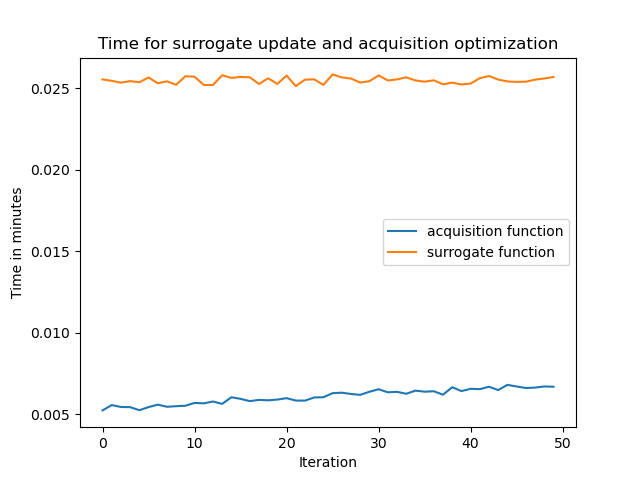 Time for surrogate update and acquisition optimization
0.025
0.020
0.015
0.010
0.005
Time in minutes
acquisition function
surrogate function
0 10 20 30 40 50
Iteration